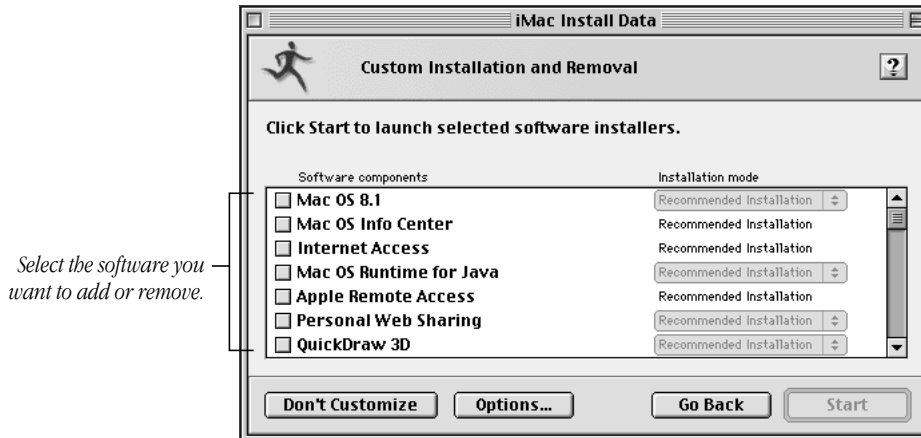 iMac Install Data
Custom Installation and Removal
?
Click Start to launch selected software installers.
Software components Installation mode
Mac OS 8.1 Recommended Installation
Mac OS Info Center Recommended Installation
Internet Access Recommended Installation
Mac OS Runtime for Java Recommended Installation
Apple Remote Access Recommended Installation
Personal Web Sharing Recommended Installation
QuickDraw 3D Recommended Installation
Select the software you
want to add or remove.
Don't Customize Options... Go Back Start